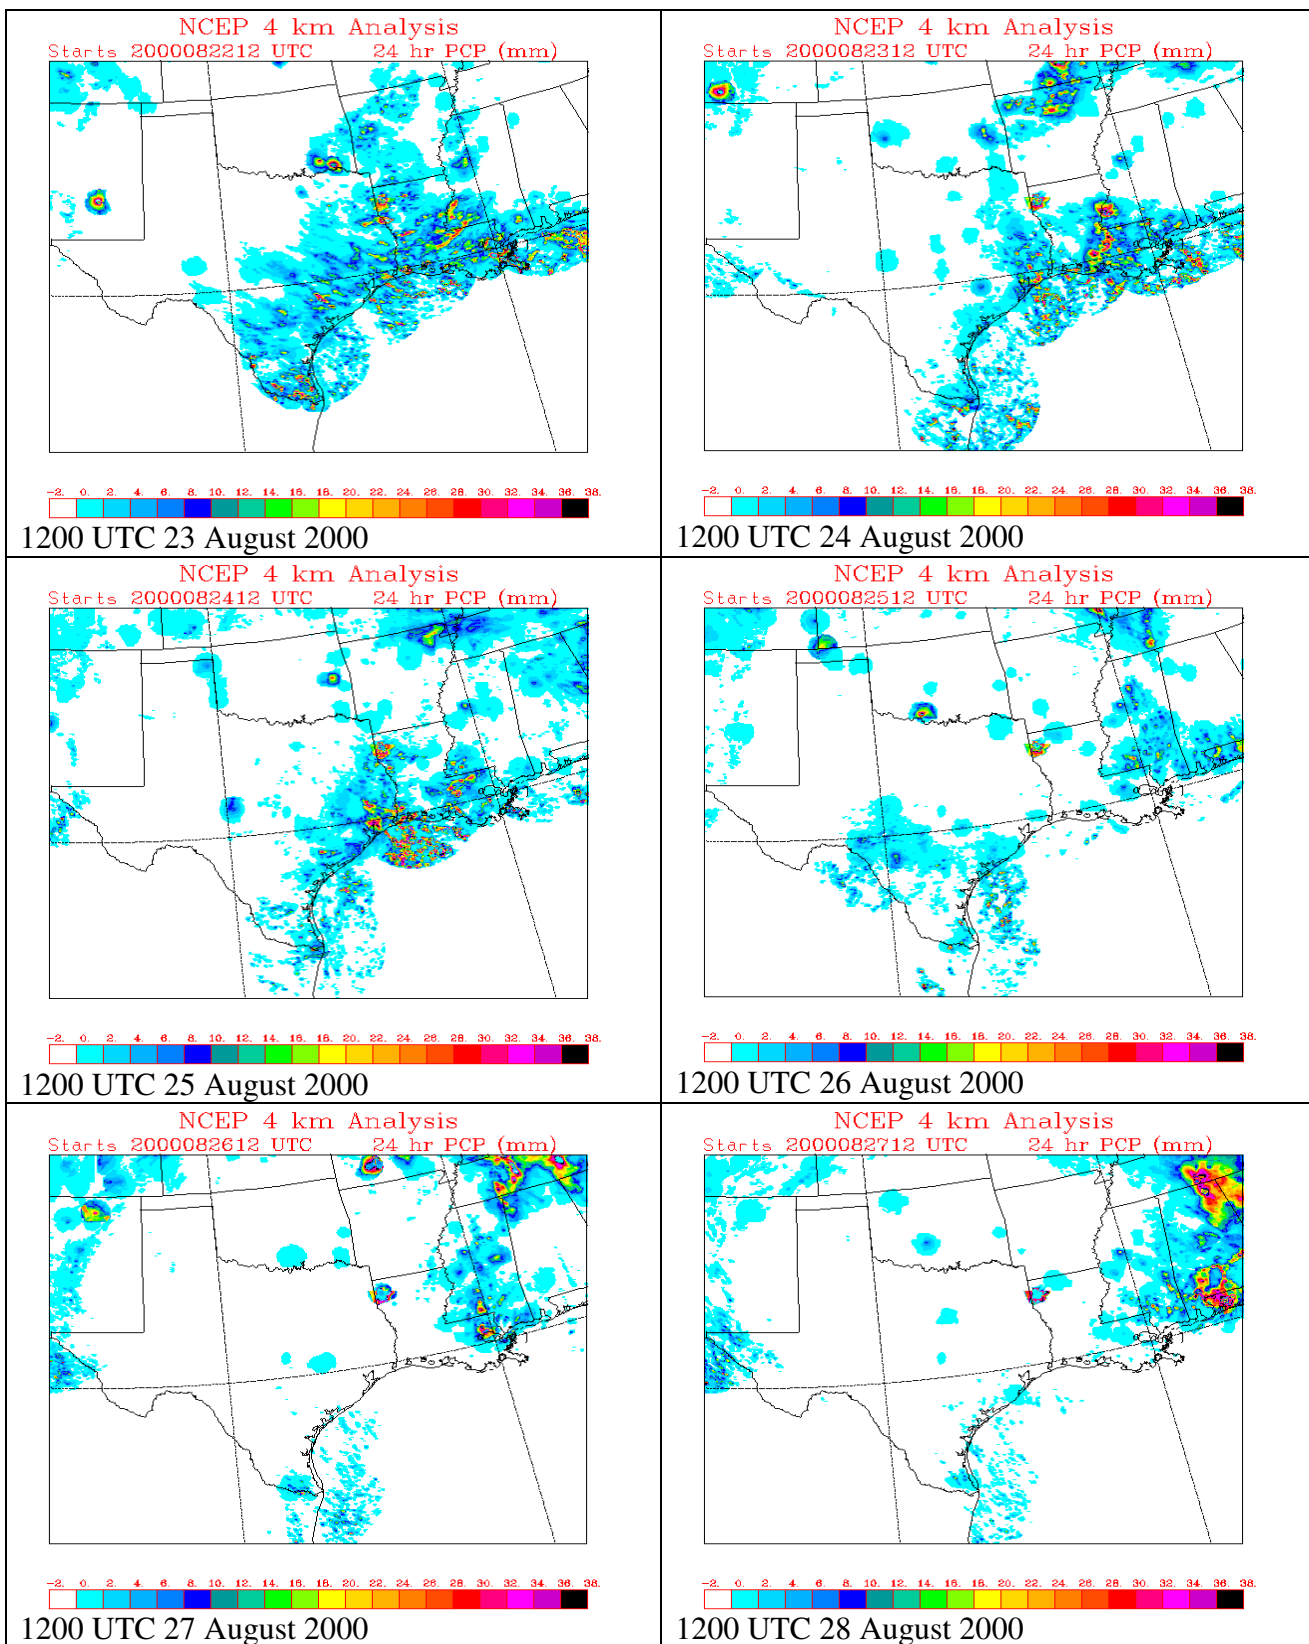 NCEP 4 km Analysis
Starts 2000082212 UTC 24 hr PCP (mm)
-2. 0. 2. 4. 6. 8. 10. 12. 14. 16. 18. 20. 22. 24. 26. 28. 30. 32. 34. 36. 38.
1200 UTC 23 August 2000
NCEP 4 km Analysis
Starts 2000082312 UTC 24 hr PCP (mm)
-2. 0. 2. 4. 6. 8. 10. 12. 14. 16. 18. 20. 22. 24. 26. 28. 30. 32. 34. 36. 38.
1200 UTC 24 August 2000
NCEP 4 km Analysis
Starts 2000082412 UTC 24 hr PCP (mm)
-2. 0. 2. 4. 6. 8. 10. 12. 14. 16. 18. 20. 22. 24. 26. 28. 30. 32. 34. 36. 38.
1200 UTC 25 August 2000
NCEP 4 km Analysis
Starts 2000082512 UTC 24 hr PCP (mm)
-2. 0. 2. 4. 6. 8. 10. 12. 14. 16. 18. 20. 22. 24. 26. 28. 30. 32. 34. 36. 38.
1200 UTC 26 August 2000
NCEP 4 km Analysis
Starts 2000082612 UTC 24 hr PCP (mm)
-2. 0. 2. 4. 6. 8. 10. 12. 14. 16. 18. 20. 22. 24. 26. 28. 30. 32. 34. 36. 38.
1200 UTC 27 August 2000
NCEP 4 km Analysis
Starts 2000082712 UTC 24 hr PCP (mm)
-2. 0. 2. 4. 6. 8. 10. 12. 14. 16. 18. 20. 22. 24. 26. 28. 30. 32. 34. 36. 38.
1200 UTC 28 August 2000